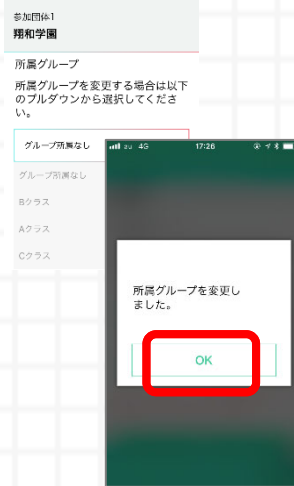 参加団体1
翔和学園
所属グループ
所属グループを変更する場合は以下
のプルダウンから選択してくださ
い。
グループ所属なし
グループ所属なし
Bクラス
Aクラス
Cクラス
au 4G 17:26
所属グループを変更し
ました。
OK